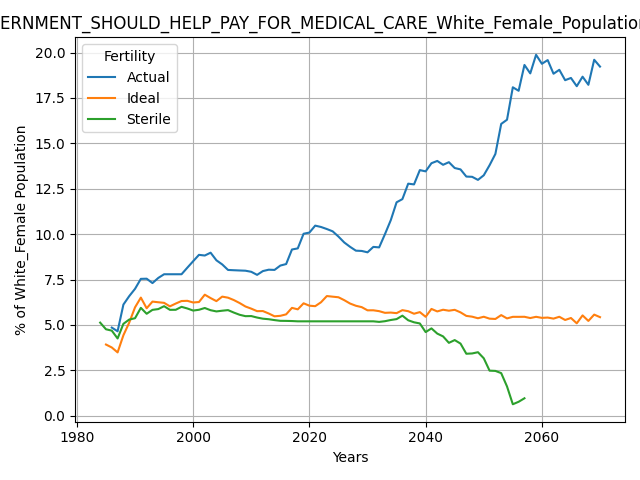 ERNMENT_SHOULD_HELP_PAY_FOR_MEDICAL_CARE_White_Female_Population
Fertility
Actual
Ideal
Sterile
% of White_Female Population
20.0
17.5
15.0
12.5
10.0
7.5
5.0
2.5
0.0
1980 2000 2020 2040 2060
Years